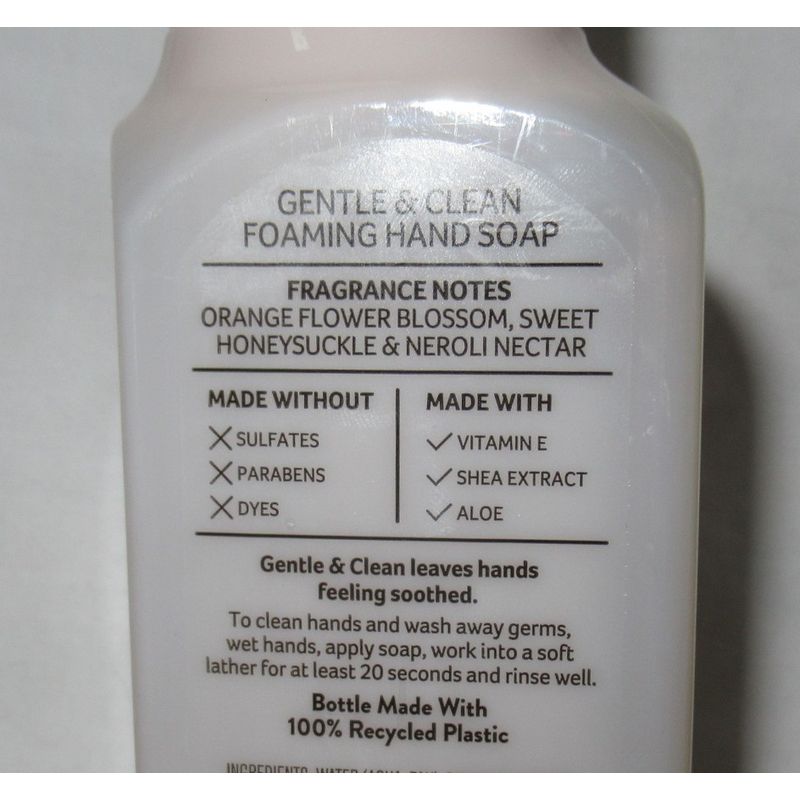 GENTLE & CLEAN
FOAMING HAND SOAP
FRAGRANCE NOTES
ORANGE FLOWER BLOSSOM, SWEET
HONEYSUCKLE & NEROLI NECTAR
MADE WITHOUT
SULFATES
PARABENS
DYES
MADE WITH
VITAMIN E
SHEA EXTRACT
ALOE
Gentle & Clean leaves hands
feeling soothed.
To clean hands and wash away germs,
wet hands, apply soap, work into a soft
lather for at least 20 seconds and rinse well.
Bottle Made With
100% Recycled Plastic
INGREDIENTS: WATER